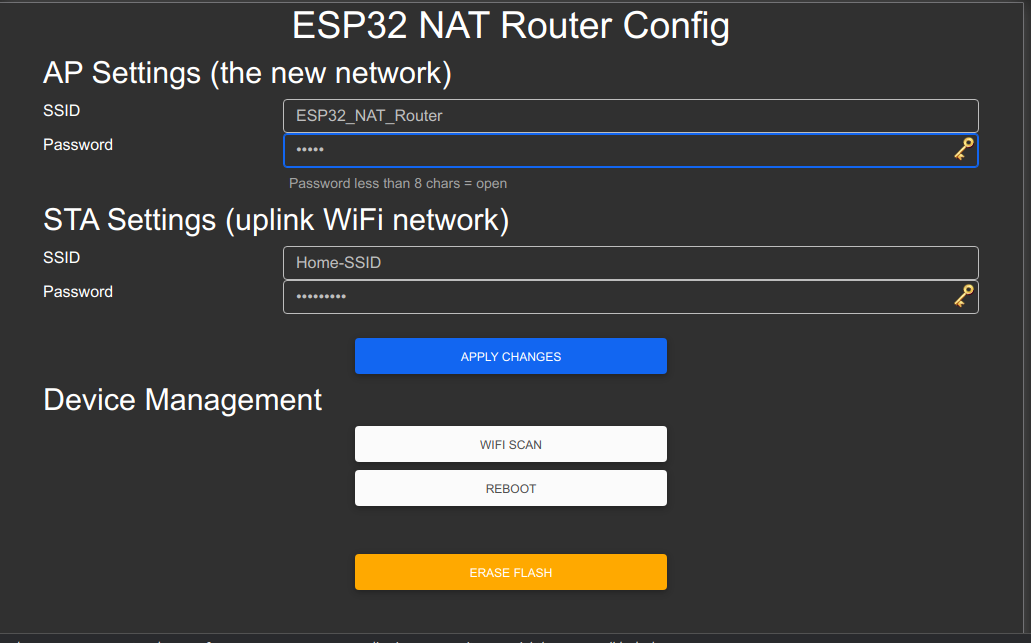 ESP32 NAT Router Config
AP Settings (the new network)
SSID
ESP32_NAT_Router
Password
•••••
Password less than 8 chars = open
STA Settings (uplink WiFi network)
SSID
Home-SSID
Password
•••••••••
APPLY CHANGES
Device Management
WIFI SCAN
REBOOT
ERASE FLASH